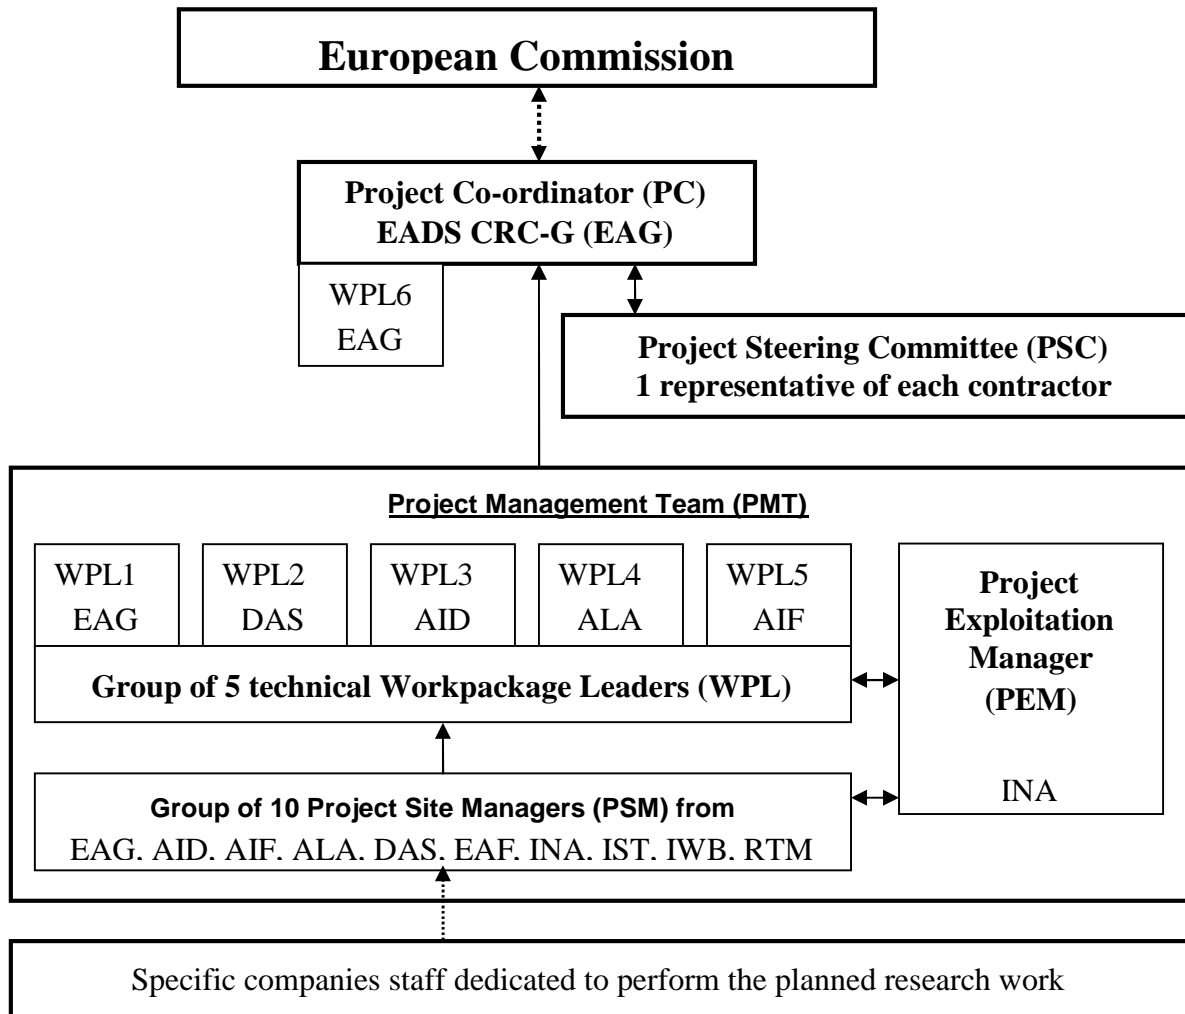 European Commission
Project Co-ordinator (PC)
EADS CRC-G (EAG)
WPL6
EAG
Project Steering Committee (PSC)
1 representative of each contractor
Project Management Team (PMT)
WPL1
EAG
WPL2
DAS
WPL3
AID
WPL4
ALA
WPL5
AIF
Group of 5 technical Workpackage Leaders (WPL)
Project
Exploitation
Manager
(PEM)
INA
Group of 10 Project Site Managers (PSM) from
EAG, AID, AIF, ALA, DAS, EAF, INA, IST, IWB, RTM
Specific companies staff dedicated to perform the planned research work